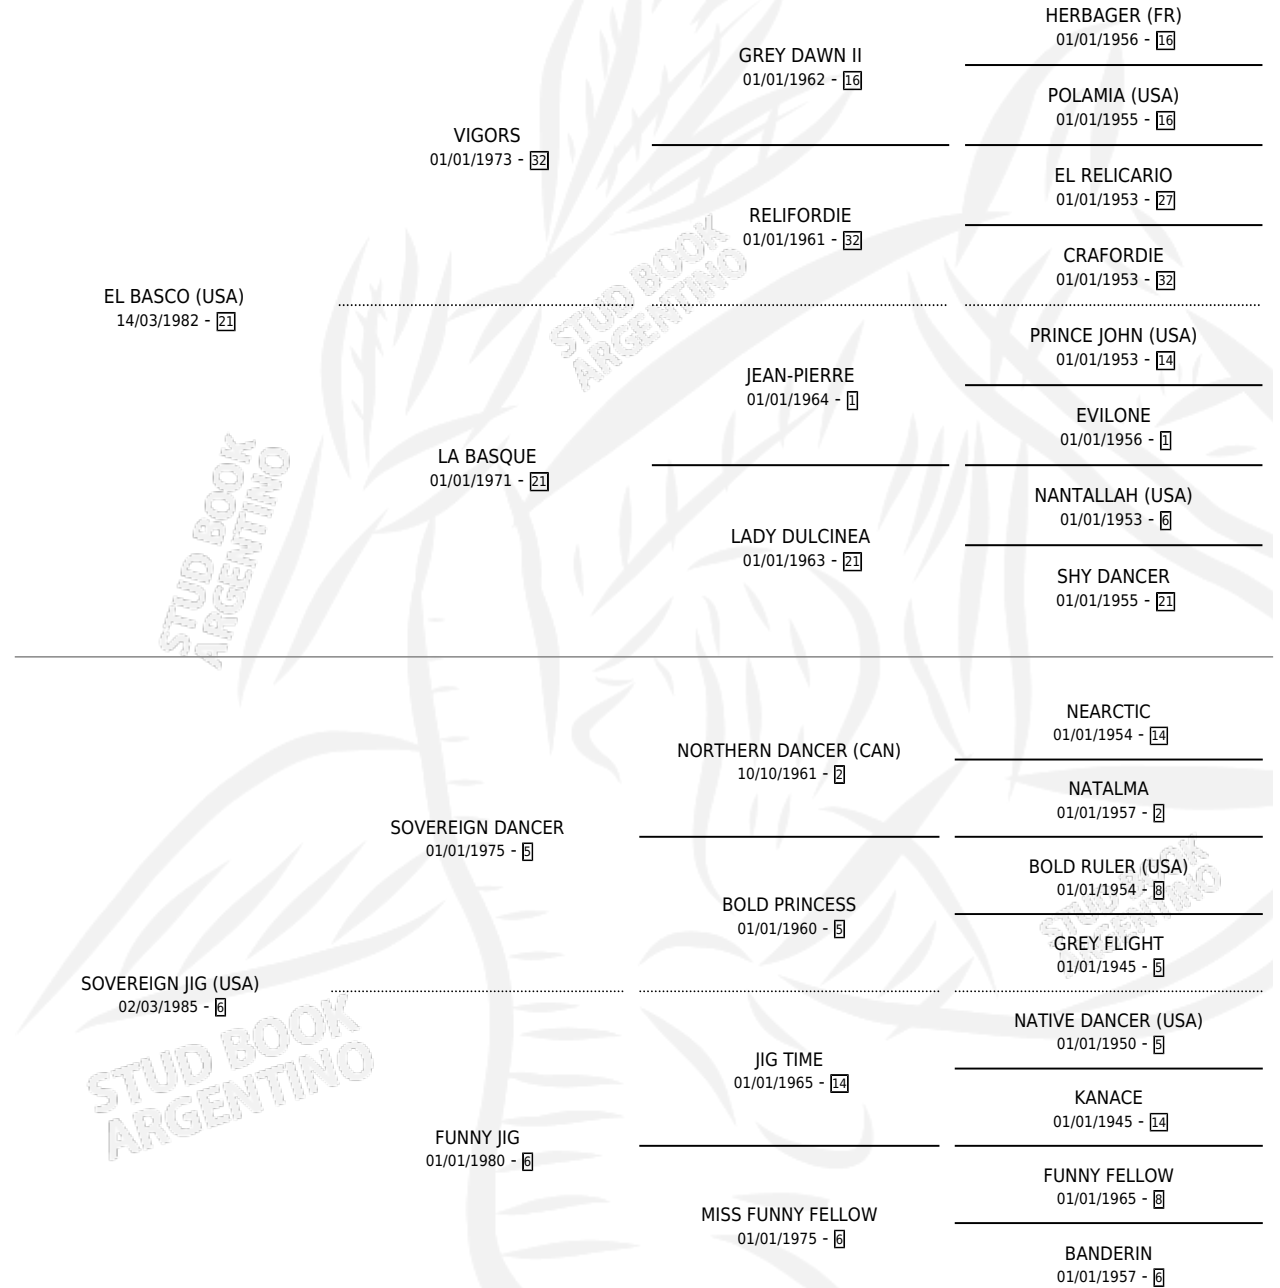 HERBAGER (FR)
01/01/1956 - 16
GREY DAWN II
01/01/1962 - 16
POLAMIA (USA)
01/01/1955 - 16
VIGORS
01/01/1973 - 32
EL RELICARIO
01/01/1953 - 27
RELIFORDIE
01/01/1961 - 32
CRAFORDIE
01/01/1953 - 32
EL BASCO (USA)
14/03/1982 - 21
PRINCE JOHN (USA)
01/01/1953 - 14
JEAN-PIERRE
01/01/1964 - 1
EVILONE
01/01/1956 - 1
LA BASQUE
01/01/1971 - 21
NANTALLAH (USA)
01/01/1953 - 6
LADY DULCINEA
01/01/1963 - 21
SHY DANCER
01/01/1955 - 21
NEARCTIC
01/01/1954 - 14
NORTHERN DANCER (CAN)
10/10/1961 - 2
NATALMA
01/01/1957 - 2
SOVEREIGN DANCER
01/01/1975 - 5
BOLD RULER (USA)
01/01/1954 - 8
BOLD PRINCESS
01/01/1960 - 5
GREY FLIGHT
01/01/1945 - 5
SOVEREIGN JIG (USA)
02/03/1985 - 6
NATIVE DANCER (USA)
01/01/1950 - 5
JIG TIME
01/01/1965 - 14
KANACE
01/01/1945 - 14
FUNNY JIG
01/01/1980 - 6
FUNNY FELLOW
01/01/1965 - 8
MISS FUNNY FELLOW
01/01/1975 - 6
BANDERIN
01/01/1957 - 6
STUD BOOK
ARGENTINO
STUD BOOK
ARGENTINO
STUD BOOK
ARGENTINO
STUD BOOK
ARGENTINO